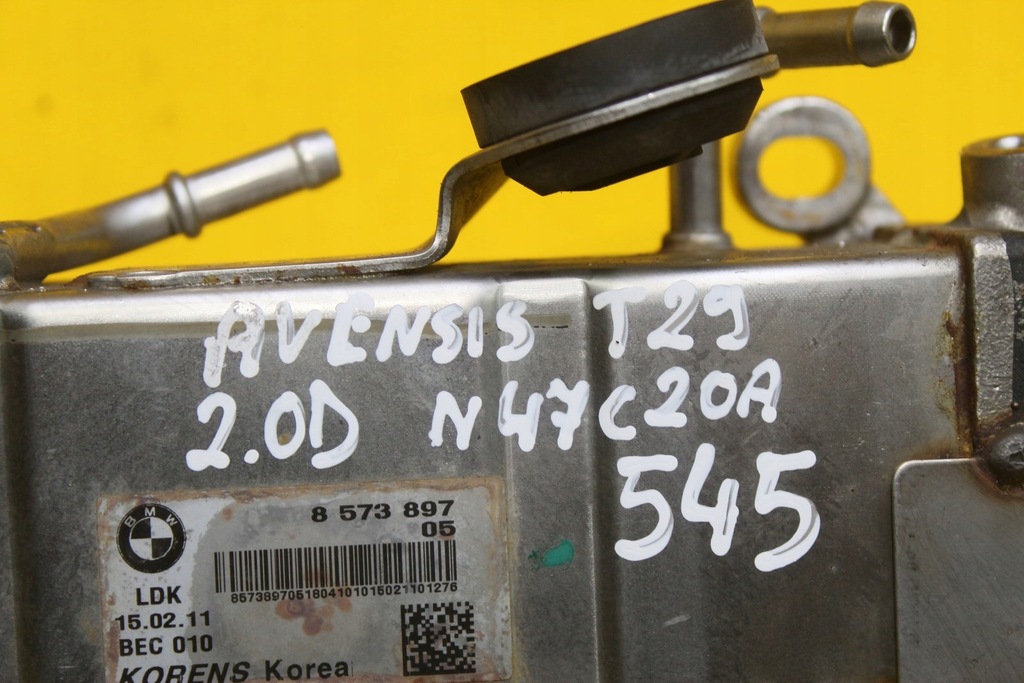 AVENSIS T29
2.0D N47C20A
545
BMW
8 573 897
05
8573897051804101015021101276
LDK
15.02.11
BEC 010
KORENS Korea